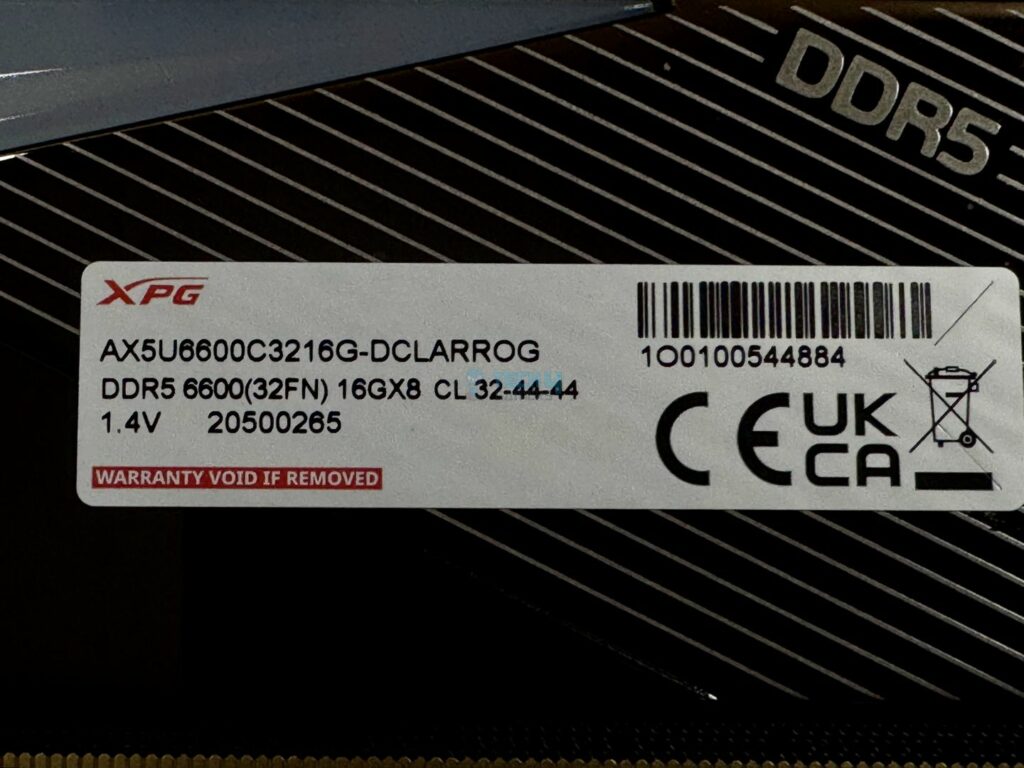 DDR5
XPG
AX5U6600C3216G-DCLARROG
DDR5 6600(32FN) 16GX8 CL 32-44-44
1.4V 20500265
WARRANTY VOID IF REMOVED
1O0100544884
CE
UK
CA